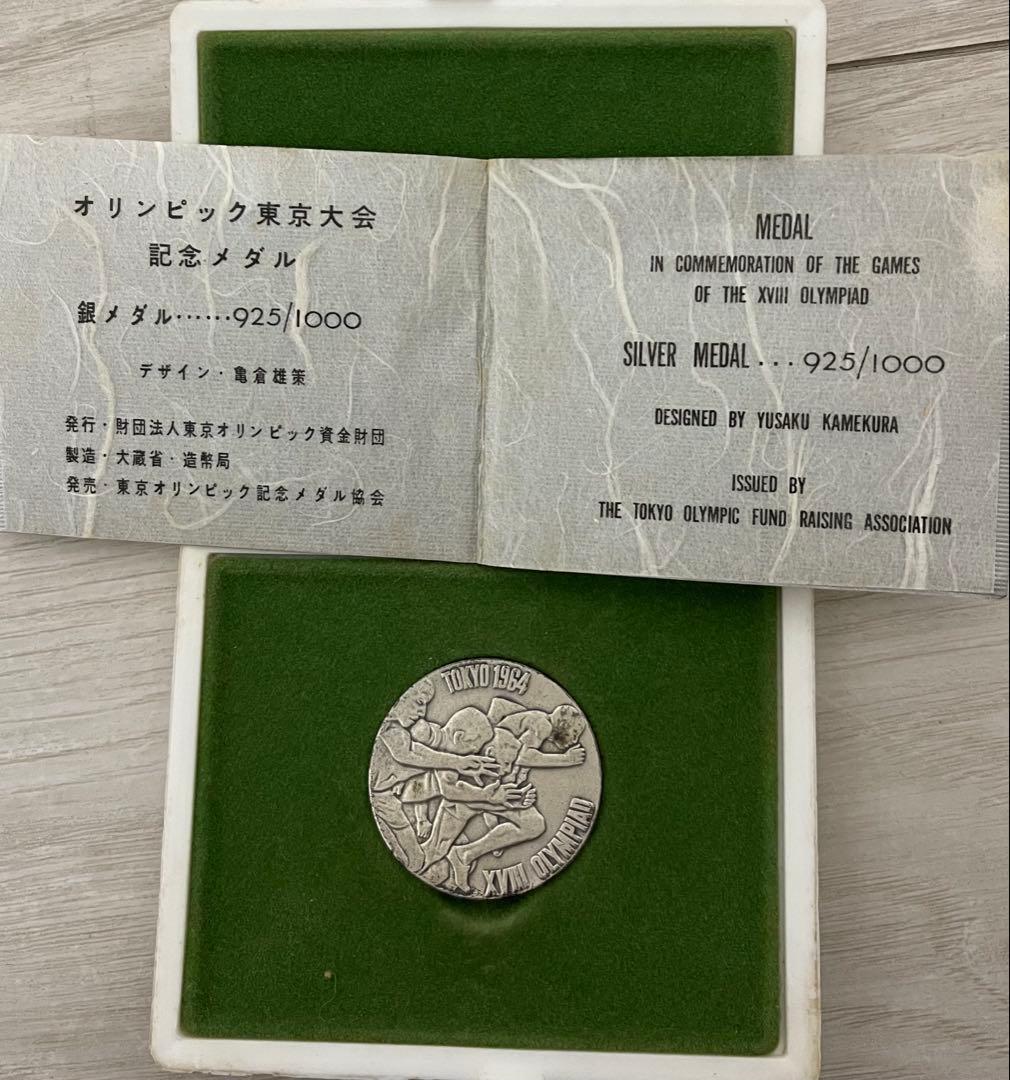 オリンピック東京大会
記念メダル
銀メダル……925/1000
デザイン・亀倉雄策
発行・財団法人東京オリンピック資金財団
製造・大蔵省・造幣局
発売・東京オリンピック記念メダル協会
MEDAL
IN COMMEMORATION OF THE GAMES
OF THE XVIII OLYMPIAD
SILVER MEDAL...925/1000
DESIGNED BY YUSAKU KAMEKURA
ISSUED BY
THE TOKYO OLYMPIC FUND RAISING ASSOCIATION
TOKYO 1964
XVIII OLYMPIAD